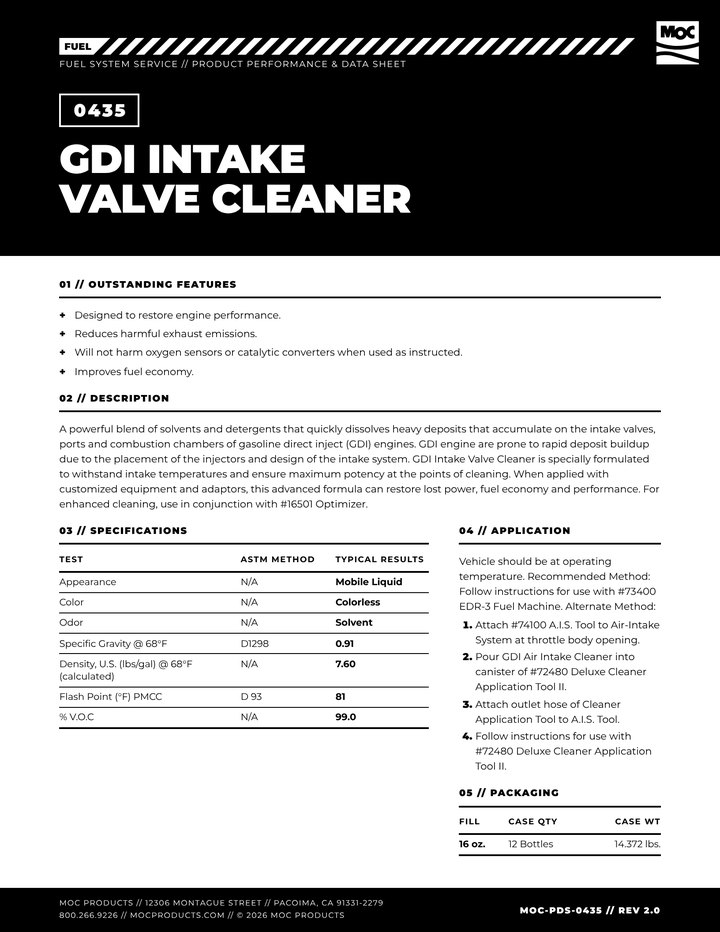 FUEL
MOC
FUEL SYSTEM SERVICE // PRODUCT PERFORMANCE & DATA SHEET
0435
GDI INTAKE
VALVE CLEANER
01 // OUTSTANDING FEATURES
+ Designed to restore engine performance.
+ Reduces harmful exhaust emissions.
+ Will not harm oxygen sensors or catalytic converters when used as instructed.
+ Improves fuel economy.
02 // DESCRIPTION
A powerful blend of solvents and detergents that quickly dissolves heavy deposits that accumulate on the intake valves,
ports and combustion chambers of gasoline direct inject (GDI) engines. GDI engine are prone to rapid deposit buildup
due to the placement of the injectors and design of the intake system. GDI Intake Valve Cleaner is specially formulated
to withstand intake temperatures and ensure maximum potency at the points of cleaning. When applied with
customized equipment and adaptors, this advanced formula can restore lost power, fuel economy and performance. For
enhanced cleaning, use in conjunction with #16501 Optimizer.
03 // SPECIFICATIONS
TEST ASTM METHOD TYPICAL RESULTS
Appearance N/A Mobile Liquid
Color N/A Colorless
Odor N/A Solvent
Specific Gravity @ 68°F D1298 0.91
Density, U.S. (lbs/gal) @ 68°F N/A 7.60
(calculated)
Flash Point (°F) PMCC D 93 81
% V.O.C N/A 99.0
04 // APPLICATION
Vehicle should be at operating
temperature. Recommended Method:
Follow instructions for use with #73400
EDR-3 Fuel Machine. Alternate Method:
1. Attach #74100 A.I.S. Tool to Air-Intake
System at throttle body opening.
2. Pour GDI Air Intake Cleaner into
canister of #72480 Deluxe Cleaner
Application Tool II.
3. Attach outlet hose of Cleaner
Application Tool to A.I.S. Tool.
4. Follow instructions for use with
#72480 Deluxe Cleaner Application
Tool II.
05 // PACKAGING
FILL CASE QTY CASE WT
16 oz. 12 Bottles 14.372 lbs.
MOC PRODUCTS // 12306 MONTAGUE STREET // PACOIMA, CA 91331-2279
800.266.9226 // MOCPRODUCTS.COM // © 2026 MOC PRODUCTS
MOC-PDS-0435 // REV 2.0